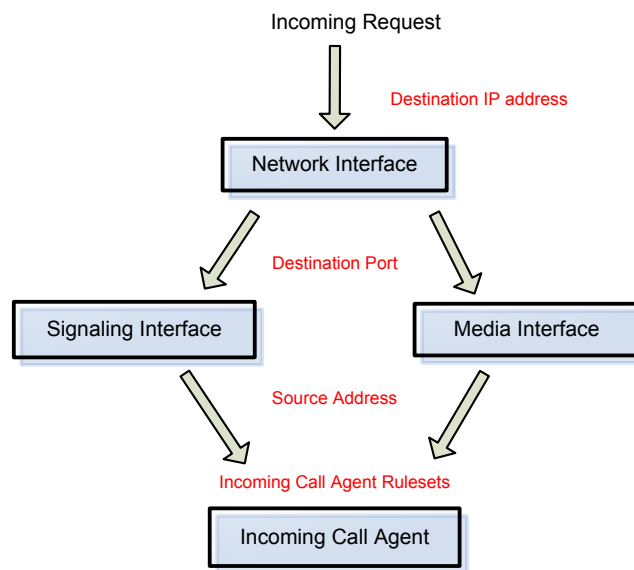 Incoming Request
Destination IP address
Network Interface
Destination Port
Signaling Interface
Media Interface
Source Address
Incoming Call Agent Rulesets
Incoming Call Agent